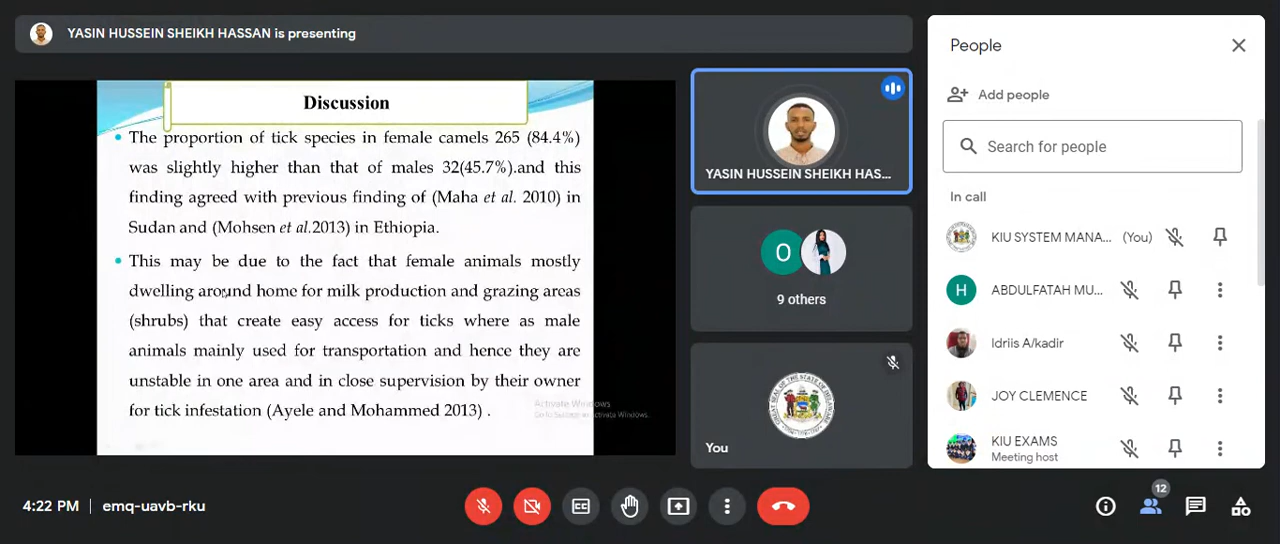 YASIN HUSSEIN SHEIKH HASSAN is presenting
Discussion
• The proportion of tick species in female camels 265 (84.4%)
was slightly higher than that of males 32(45.7%).and this
finding agreed with previous finding of (Maha et al. 2010) in
Sudan and (Mohsen et al.2013) in Ethiopia.
• This may be due to the fact that female animals mostly
dwelling around home for milk production and grazing areas
(shrubs) that create easy access for ticks where as male
animals mainly used for transportation and hence they are
unstable in one area and in close supervision by their owner
for tick infestation (Ayele and Mohammed 2013) .
Activate Windows
Go to Settings to activate Windows.
YASIN HUSSEIN SHEIKH HAS...
O
9 others
You
People
Add people
Search for people
In call
KIU SYSTEM MANA... (You)
H
ABDULFATAH MU...
Idriis A/kadir
JOY CLEMENCE
KIU EXAMS
Meeting host
4:22 PM | emq-uavb-rku
CC
12